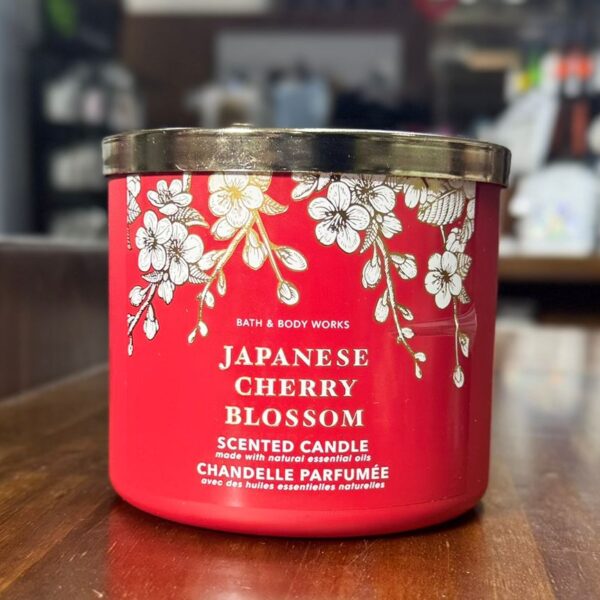 BATH & BODY WORKS
JAPANESE
CHERRY
BLOSSOM
SCENTED CANDLE
made with natural essential oils
CHANDELLE PARFUMÉE
avec des huiles essentielles naturelles